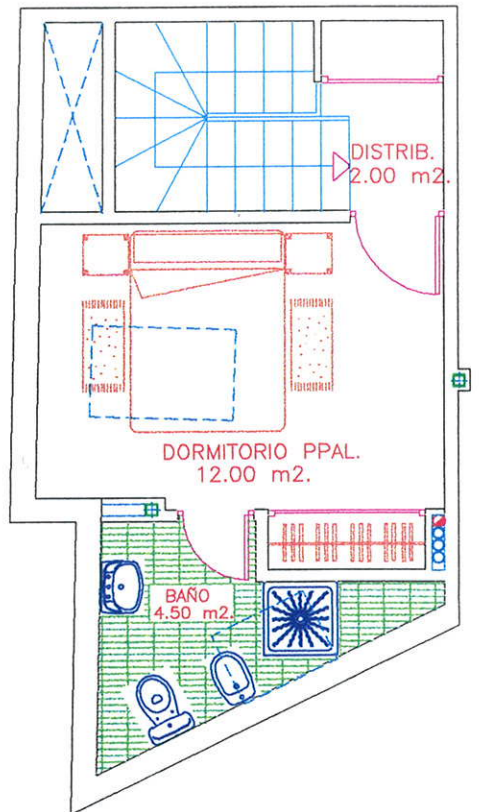 DISTRIB.
2.00 m2.
DORMITORIO PPAL.
12.00 m2.
BAÑO
4.50 m2.